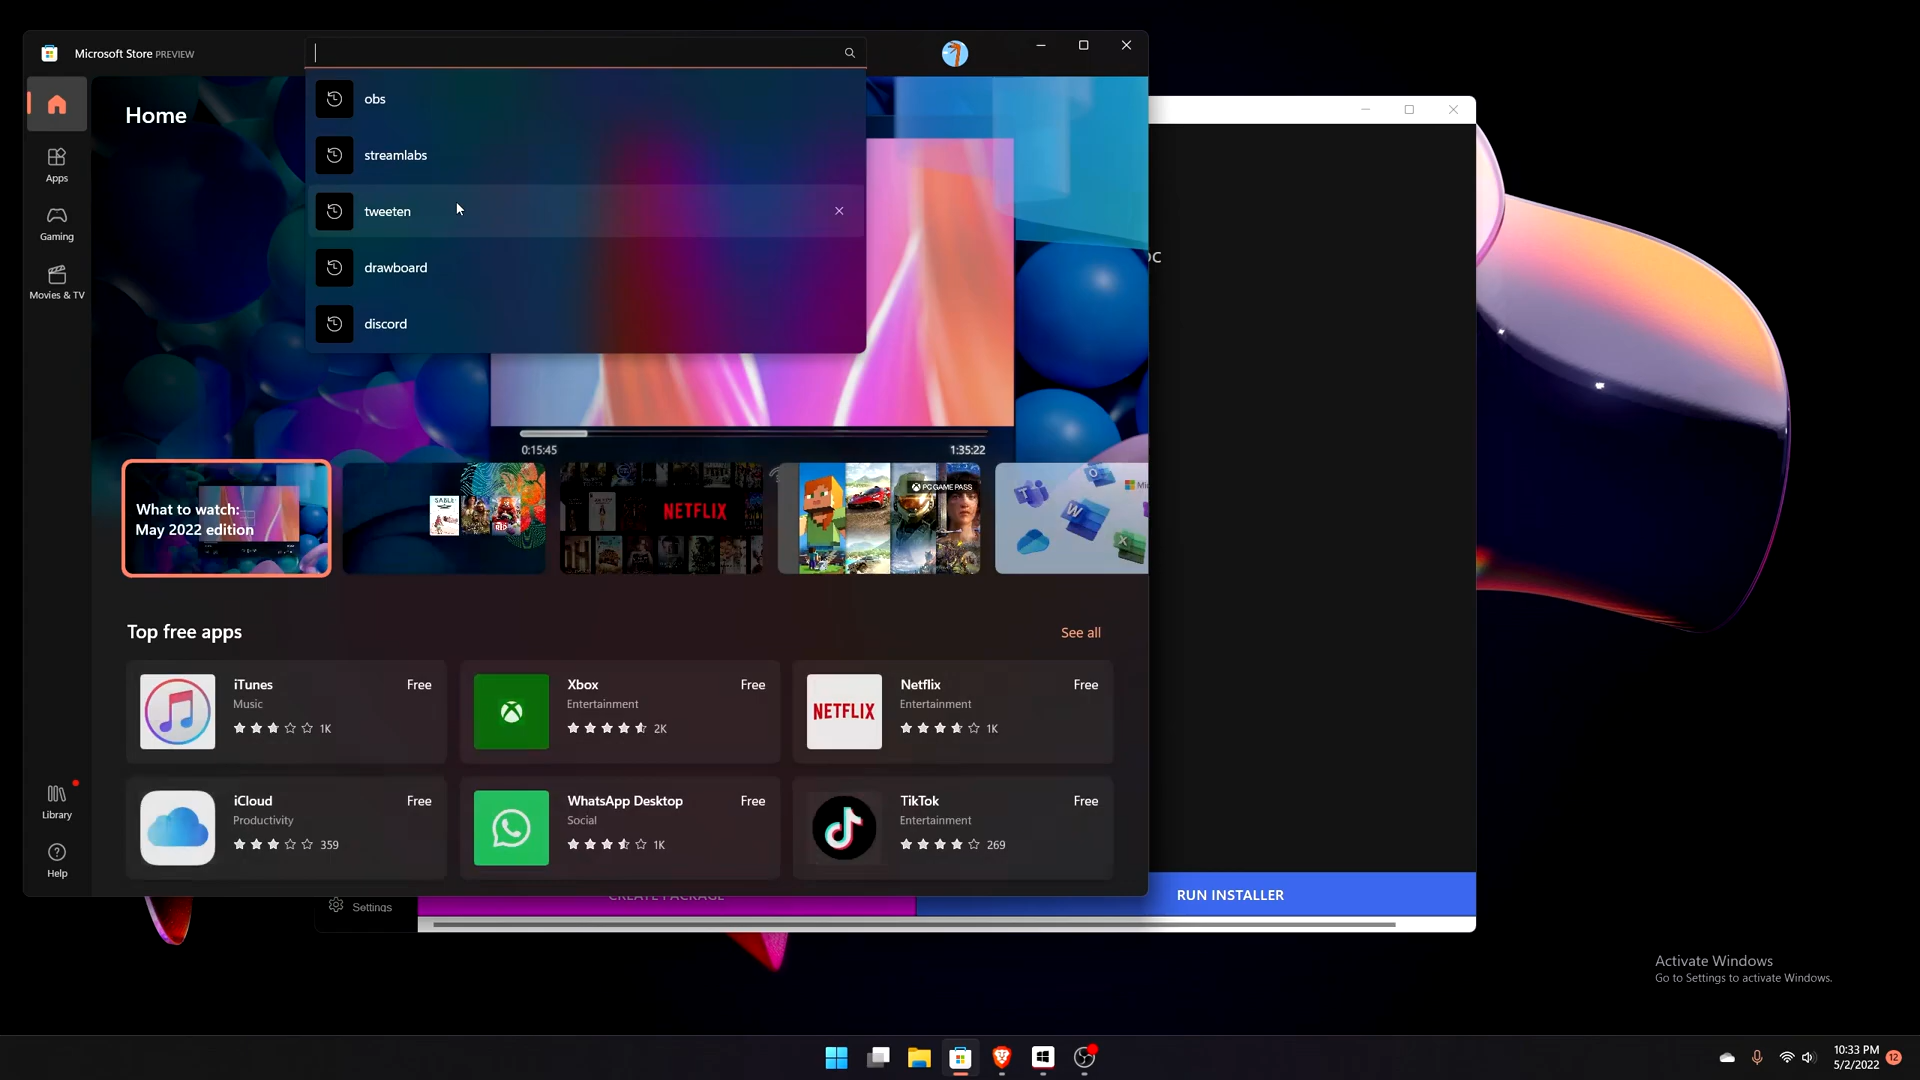 Microsoft Store PREVIEW
obs
streamlabs
tweeten
drawboard
discord
Home
Apps
Gaming
Movies & TV
0:15:45
1:35:22
What to watch:
May 2022 edition
SABLE
NETFLIX
PC GAME PASS
Top free apps
See all
iTunes
Free
Music
1K
Xbox
Free
Entertainment
2K
Netflix
Free
Entertainment
1K
NETFLIX
iCloud
Free
Productivity
359
WhatsApp Desktop
Free
Social
1K
TikTok
Free
Entertainment
269
Library
Help
Settings
CREATE PACKAGE
RUN INSTALLER
Activate Windows
Go to Settings to activate Windows.
10:33 PM
5/2/2022
12